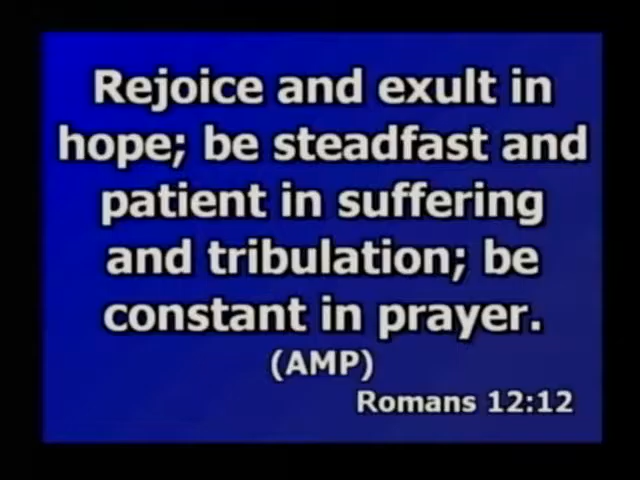 Rejoice and exult in
hope; be steadfast and
patient in suffering
and tribulation; be
constant in prayer.
(AMP)
Romans 12:12